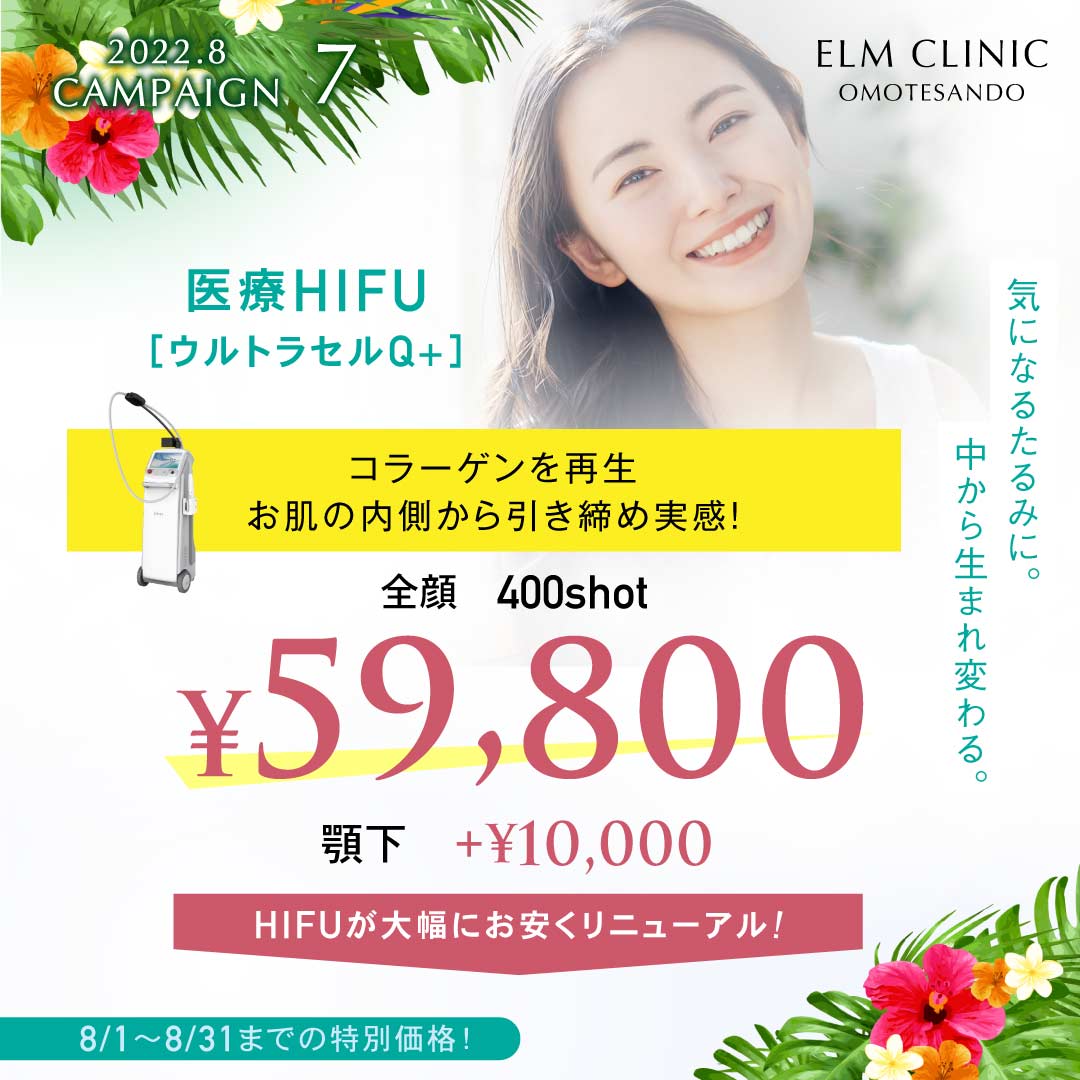 2022.8
CAMPAIGN 7
ELM CLINIC
OMOTESANDO
医療HIFU
[ウルトラセルQ+]
気になるたるみに。
中から生まれ変わる。
コラーゲンを再生
お肌の内側から引き締め実感!
全顔 400shot
¥59,800
顎下 +¥10,000
HIFUが大幅にお安くリニューアル!
8/1〜8/31までの特別価格!